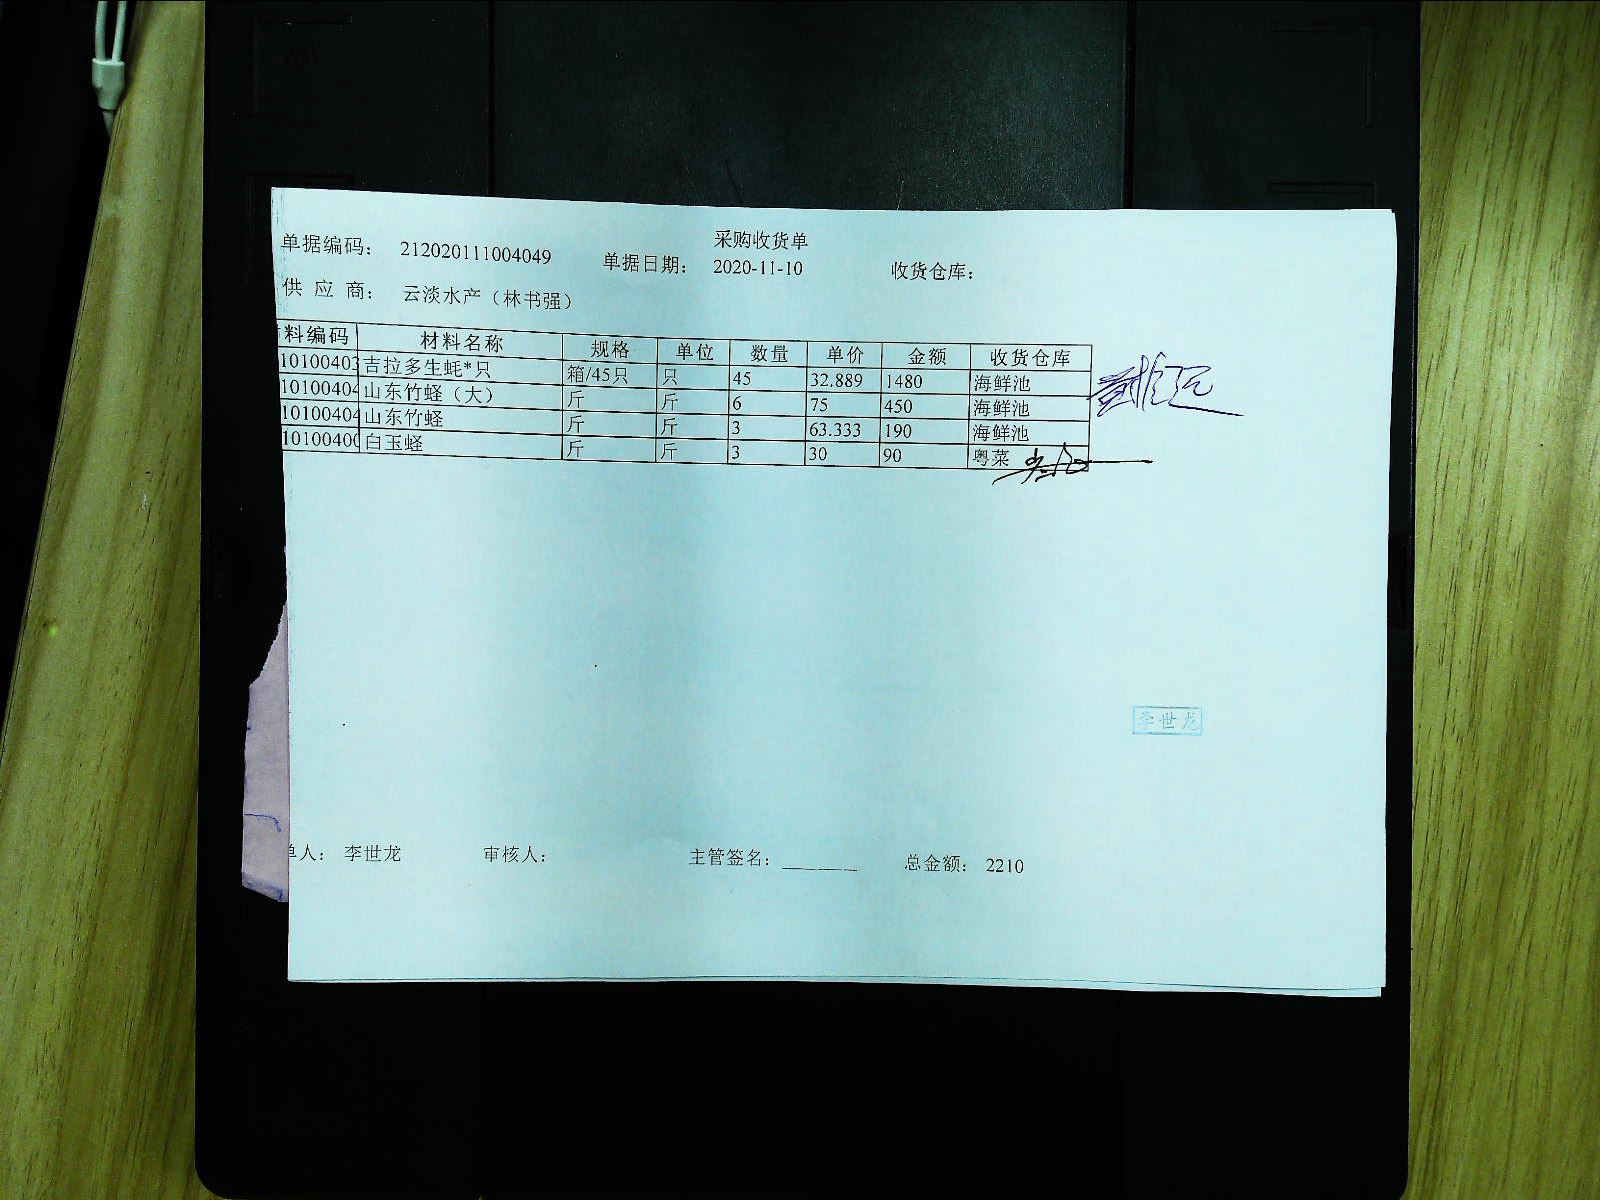 采购收货单
单据编码： 212020111004049 单据日期： 2020-11-10 收货仓库：
供 应 商： 云淡水产（林书强）
料编码 材料名称 规格 单位 数量 单价 金额 收货仓库
10100403 吉拉多生蚝*只 箱/45只 只 45 32.889 1480 海鲜池
10100404 山东竹蛏（大） 斤 斤 6 75 450 海鲜池
10100404 山东竹蛏 斤 斤 3 63.333 190 海鲜池
10100400 白玉蛏 斤 斤 3 30 90 粤菜
李世龙
单人： 李世龙 审核人： 主管签名： 总金额： 2210